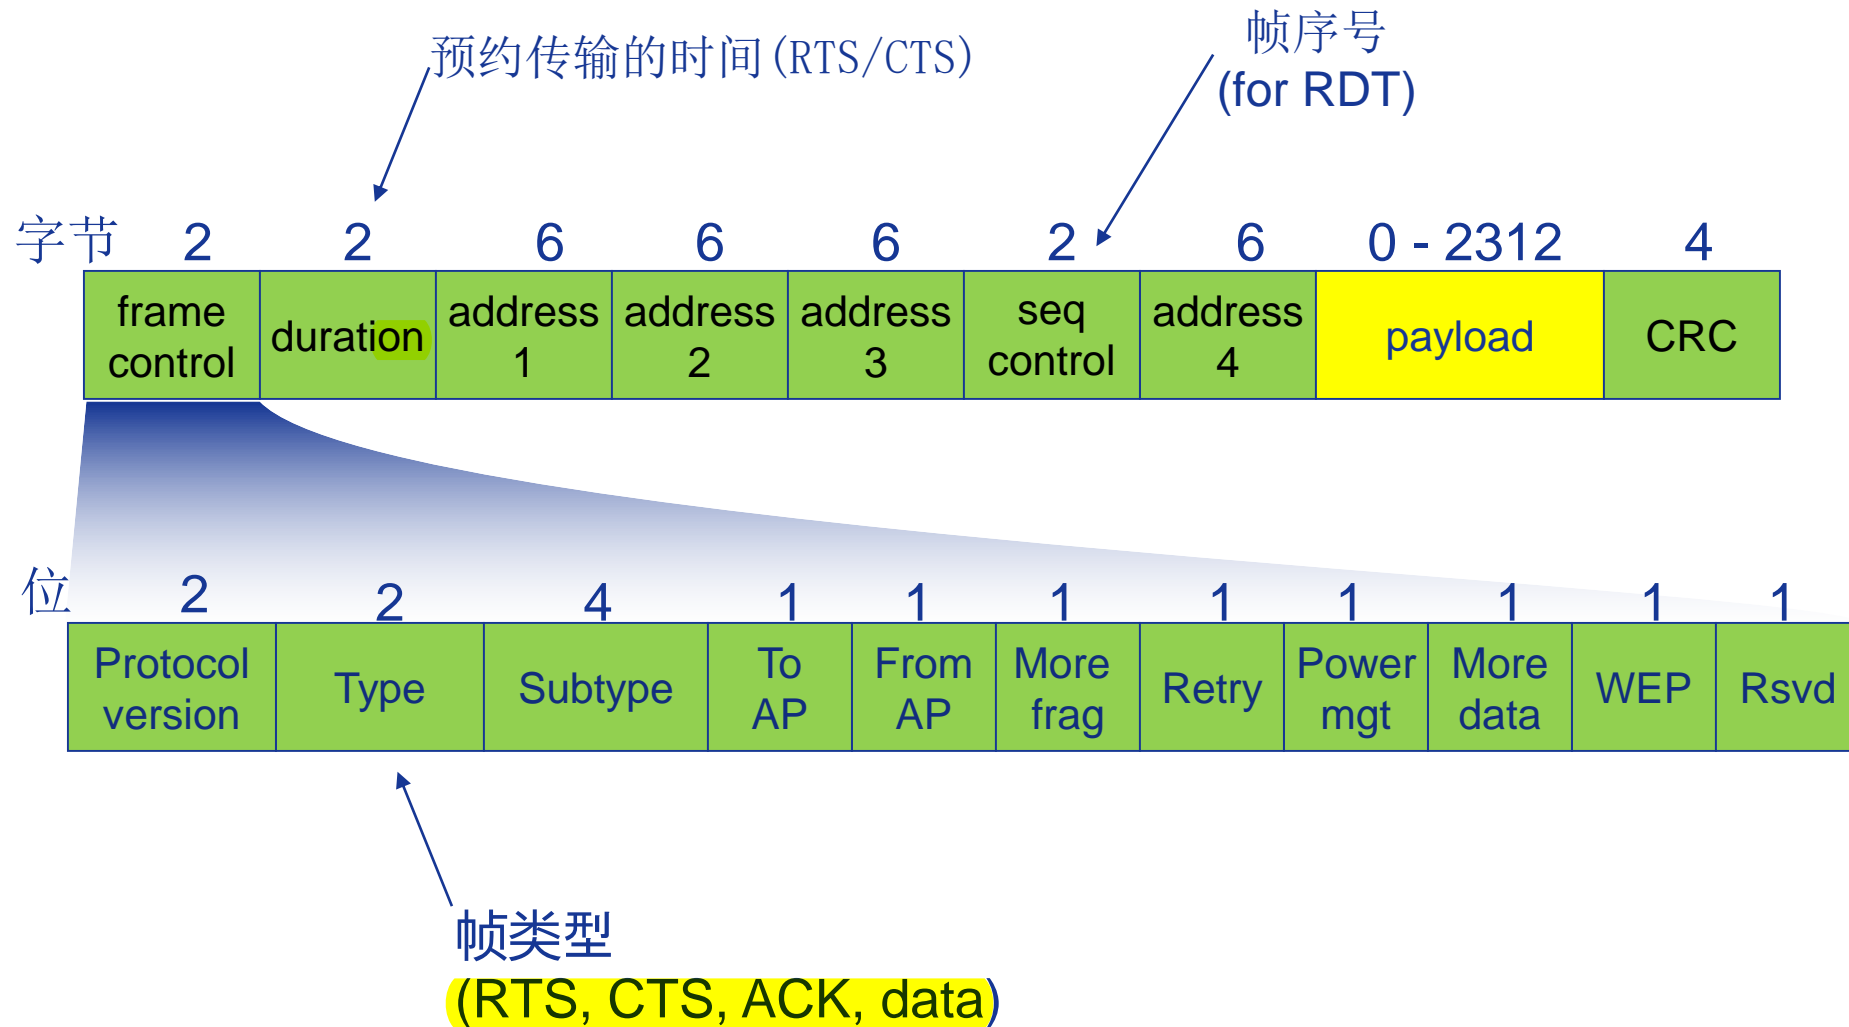 预约传输的时间(RTS/CTS)
帧序号
(for RDT)
字节 2 2 6 6 6 2 6 0 - 2312 4
frame control duration address 1 address 2 address 3 seq control address 4 payload CRC
位 2 2 4 1 1 1 1 1 1 1 1
Protocol version Type Subtype To AP From AP More frag Retry Power mgt More data WEP Rsvd
帧类型
(RTS, CTS, ACK, data)